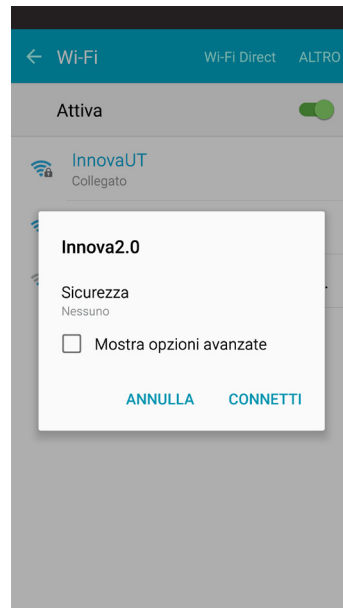 Wi-Fi Wi-Fi Direct ALTRO
Attiva
InnovaUT
Collegato
Innova2.0
Sicurezza
Nessuno
Mostra opzioni avanzate
ANNULLA CONNETTI